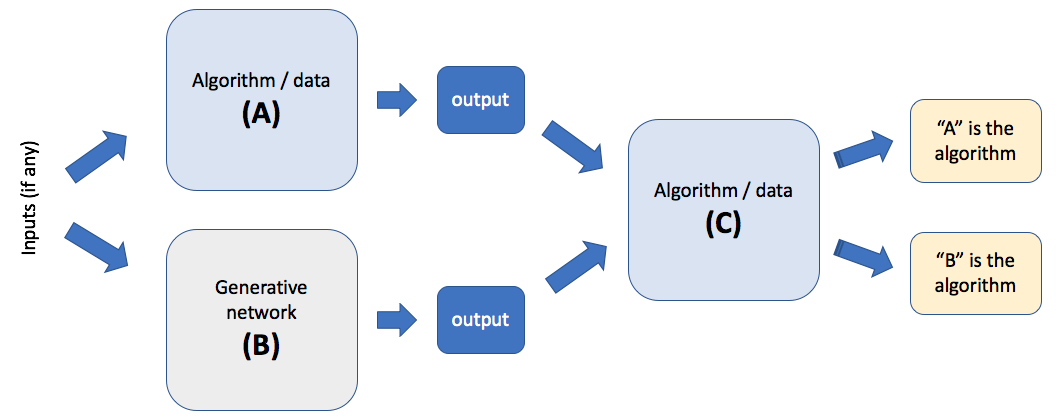 Inputs (if any)
Algorithm / data
(A)
output
Generative
network
(B)
output
Algorithm / data
(C)
“A” is the
algorithm
“B” is the
algorithm